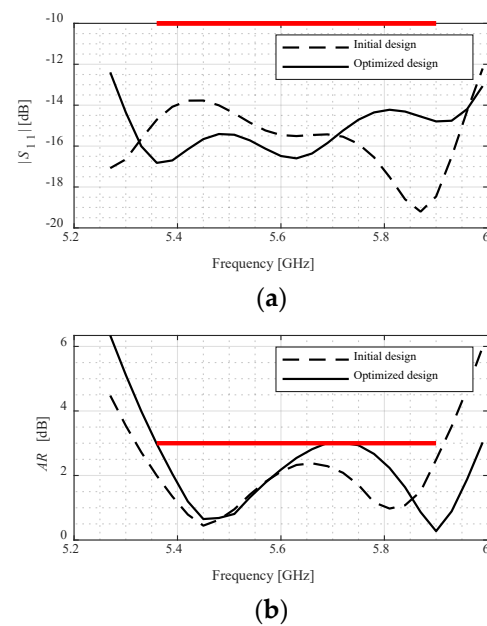 -10
-12
-14
-16
-18
-20
|S11| [dB]
Initial design
Optimized design
5.2 5.4 5.6 5.8 6
Frequency [GHz]
(a)
6
4
2
0
AR [dB]
Initial design
Optimized design
5.2 5.4 5.6 5.8 6
Frequency [GHz]
(b)